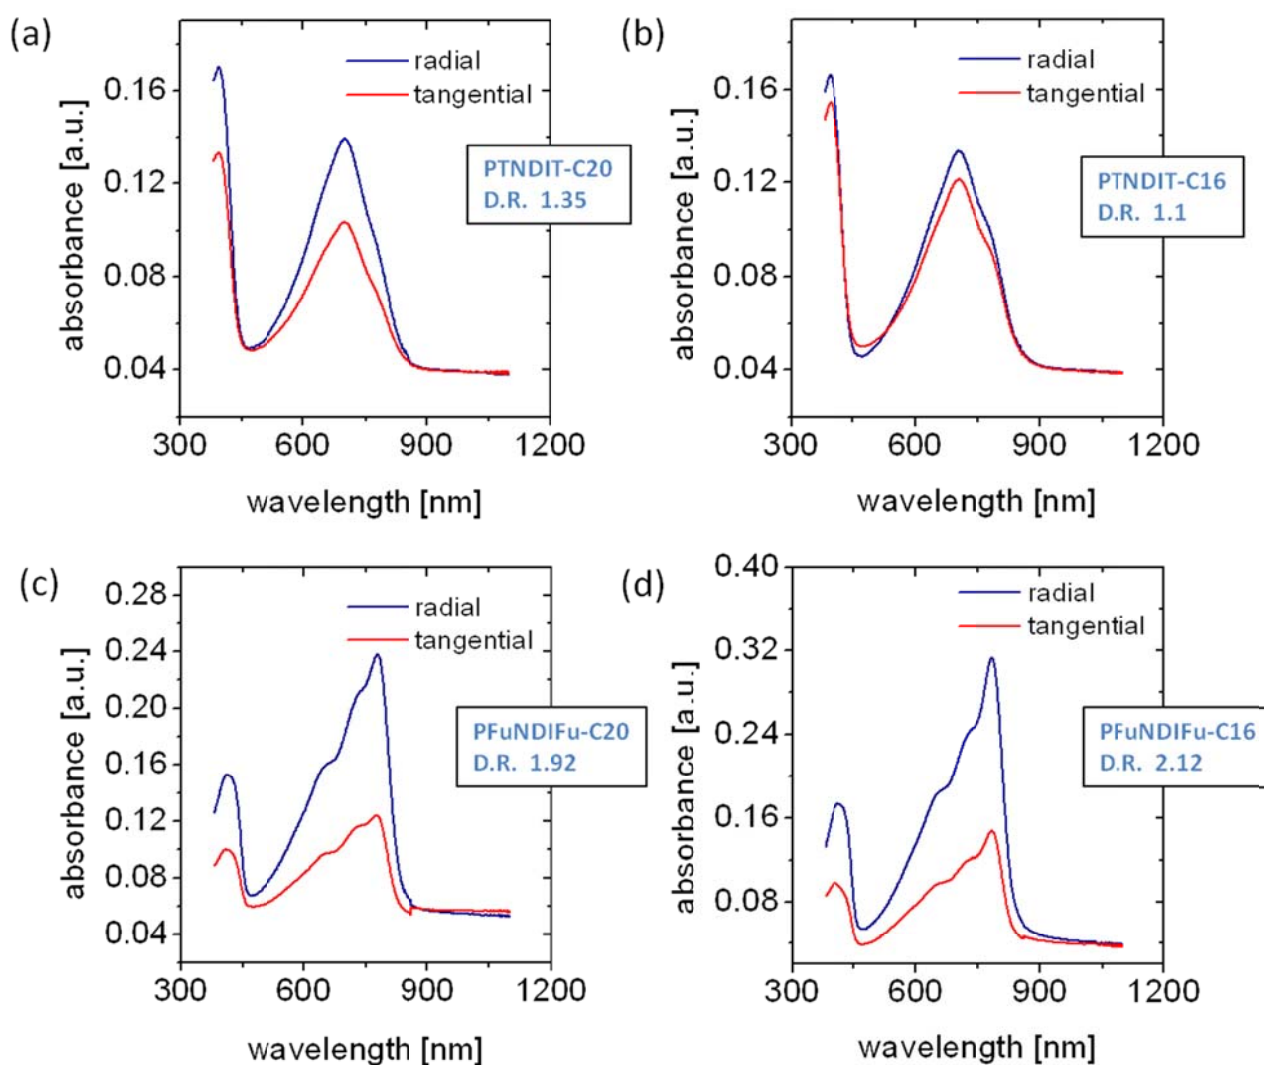 (a)
radial
tangential
0.16
0.12
0.08
0.04
absorbance [a.u.]
PTNDIT-C20
D.R. 1.35
300 600 900 1200
wavelength [nm]
(b)
radial
tangential
0.16
0.12
0.08
0.04
absorbance [a.u.]
PTNDIT-C16
D.R. 1.1
300 600 900 1200
wavelength [nm]
(c)
radial
tangential
0.28
0.24
0.20
0.16
0.12
0.08
0.04
absorbance [a.u.]
PFuNDIFu-C20
D.R. 1.92
300 600 900 1200
wavelength [nm]
(d)
radial
tangential
0.40
0.32
0.24
0.16
0.08
absorbance [a.u.]
PFuNDIFu-C16
D.R. 2.12
300 600 900 1200
wavelength [nm]